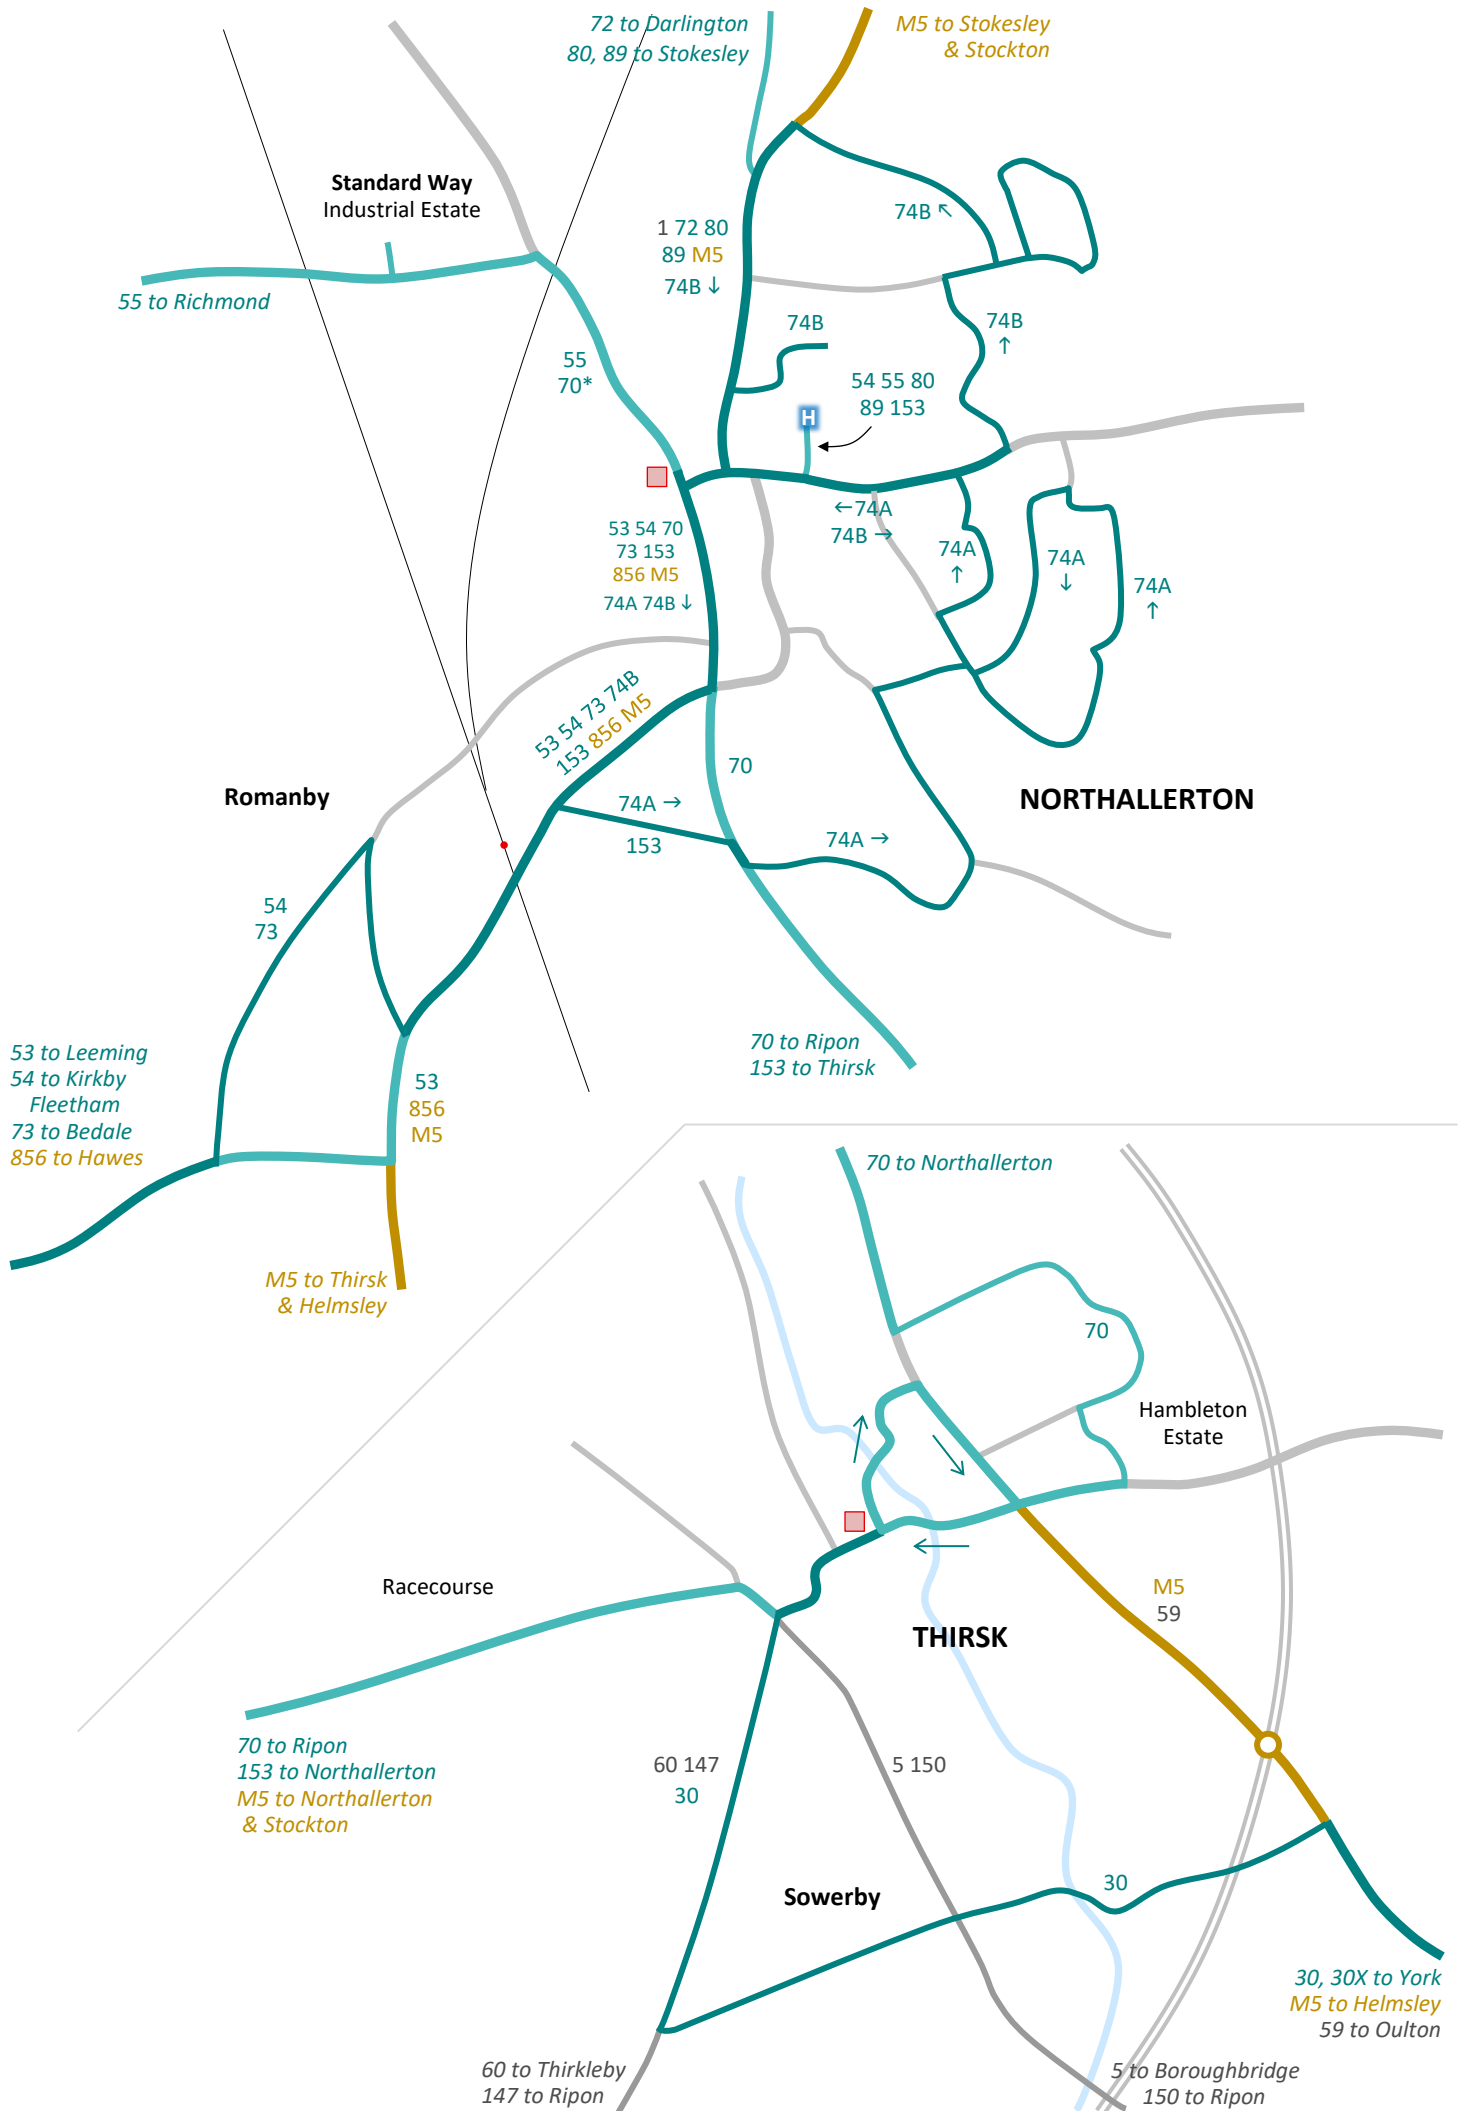 72 to Darlington
80, 89 to Stokesley
M5 to Stokesley
& Stockton
Standard Way
Industrial Estate
74B ↖
1 72 80
89 M5
74B ↓
55 to Richmond
74B
74B
↑
55
70*
54 55 80
89 153
H
←74A
74B →
53 54 70
73 153
856 M5
74A 74B ↓
74A
↑
74A
↓
74A
↑
53 54 73 74B
153 856 M5
70
Romanby
NORTHALLERTON
74A →
153
74A →
54
73
70 to Ripon
153 to Thirsk
53 to Leeming
54 to Kirkby
Fleetham
73 to Bedale
856 to Hawes
53
856
M5
70 to Northallerton
M5 to Thirsk
& Helmsley
70
Hambleton
Estate
Racecourse
M5
59
THIRSK
70 to Ripon
153 to Northallerton
M5 to Northallerton
& Stockton
60 147
30
5 150
30
Sowerby
30, 30X to York
M5 to Helmsley
59 to Oulton
60 to Thirkleby
147 to Ripon
5 to Boroughbridge
150 to Ripon